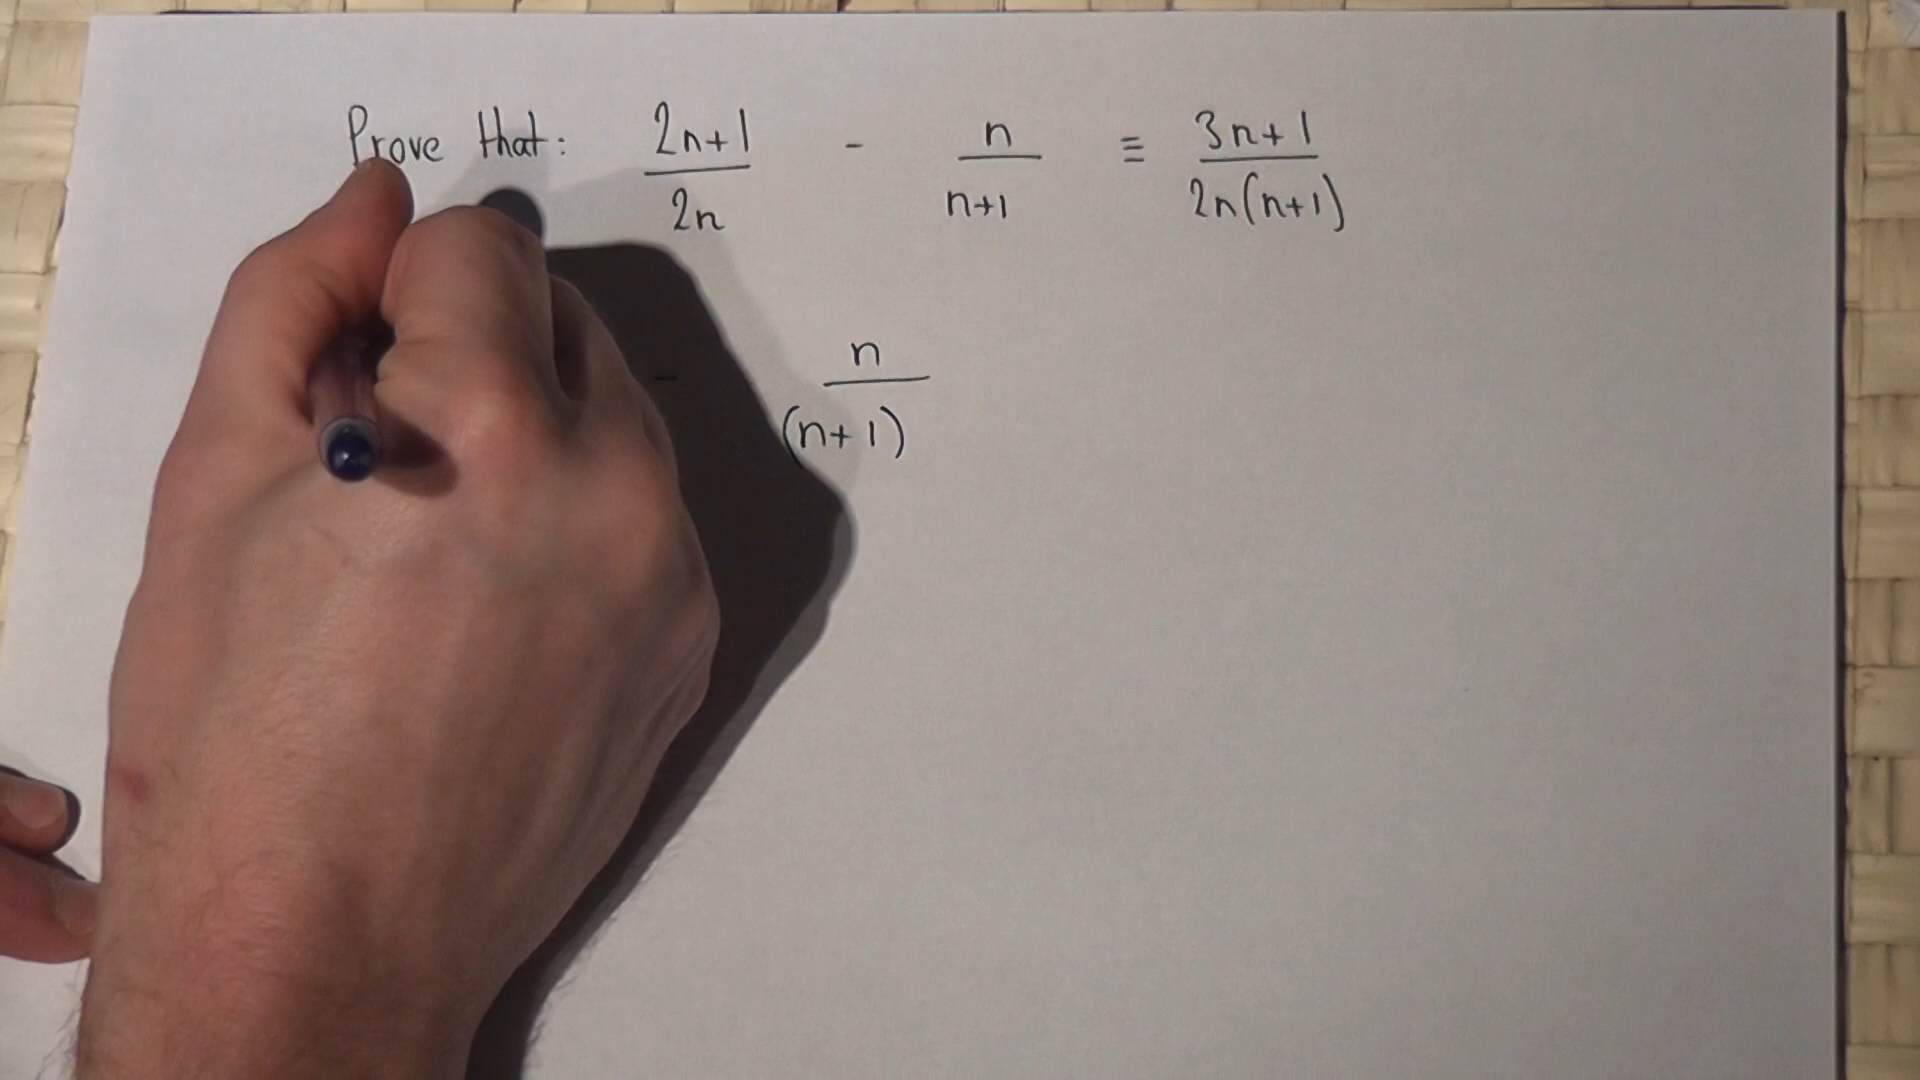 Prove that: (2n+1)/(2n) - n/(n+1) ≡ (3n+1)/(2n(n+1))
- n/(n+1)